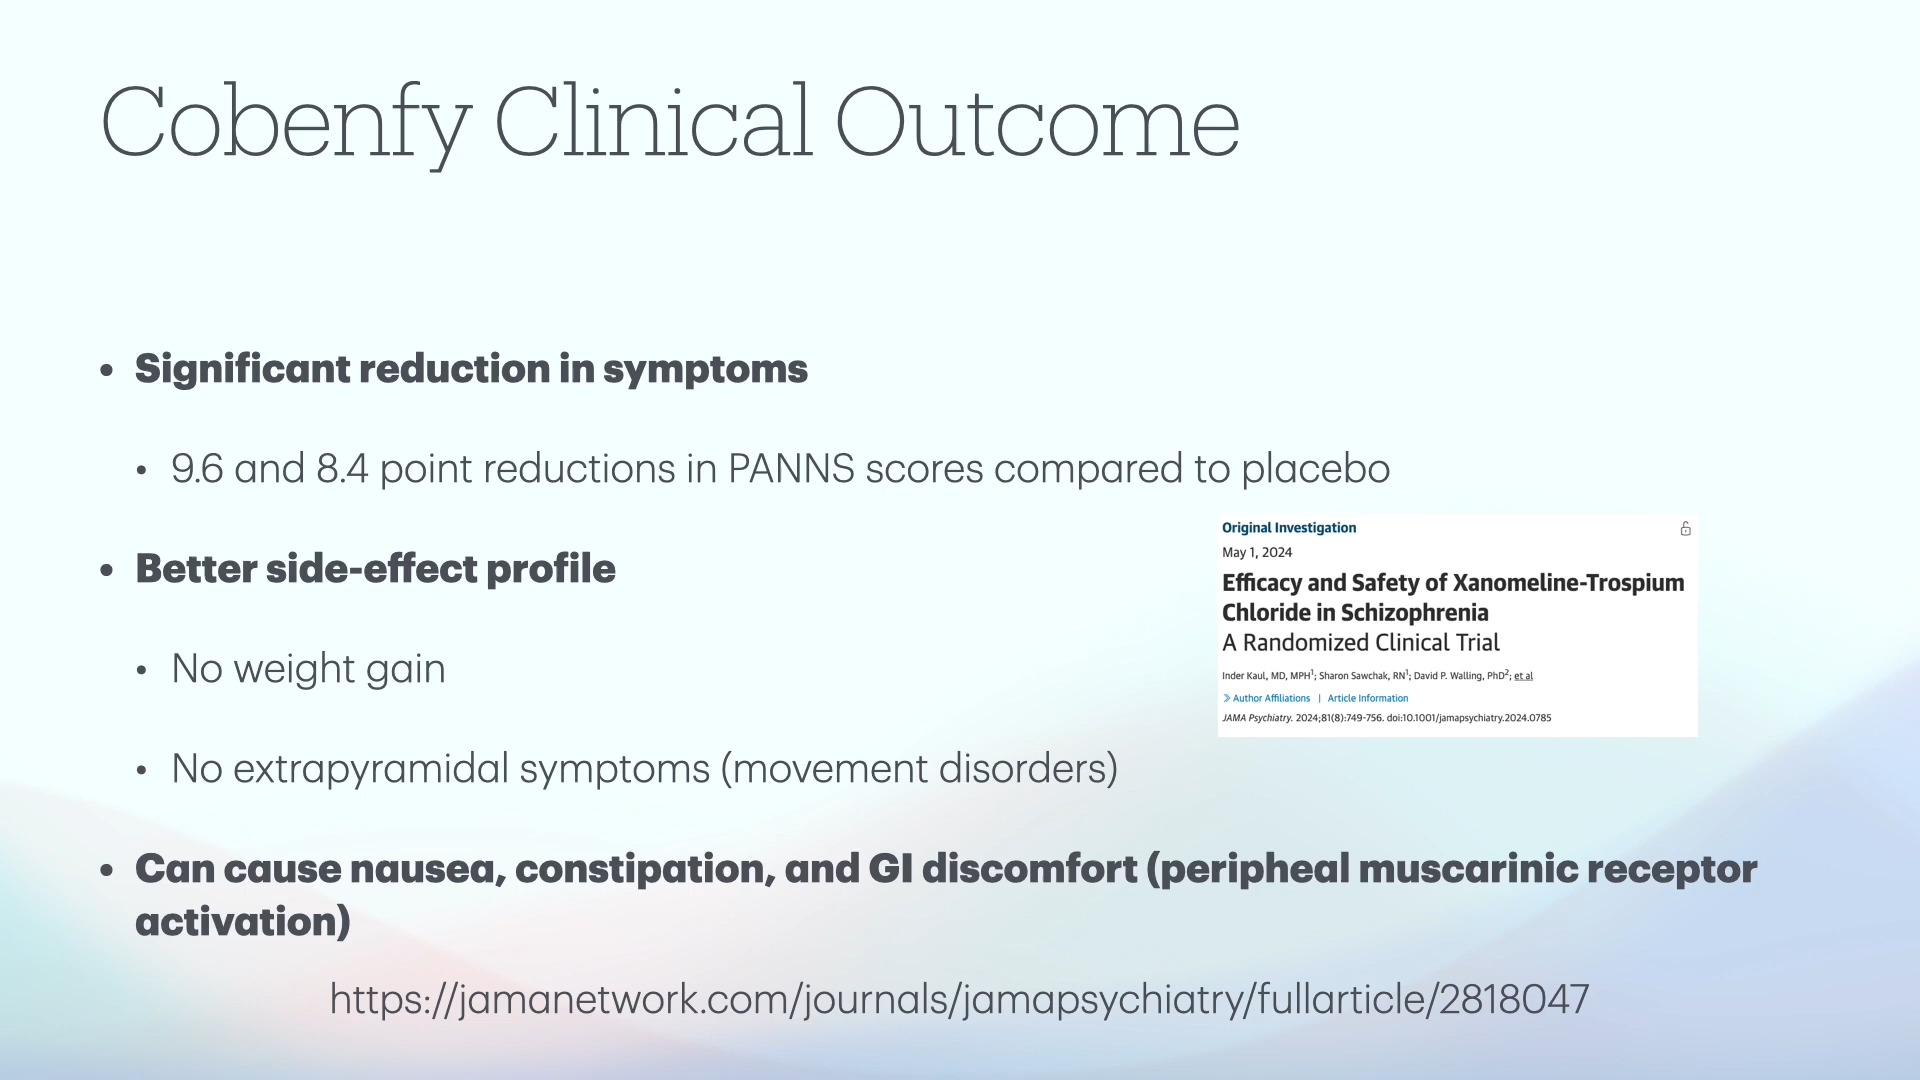 Cobenfy Clinical Outcome
• Significant reduction in symptoms
• 9.6 and 8.4 point reductions in PANNS scores compared to placebo
• Better side-effect profile
• No weight gain
• No extrapyramidal symptoms (movement disorders)
Original Investigation
May 1, 2024
Efficacy and Safety of Xanomeline-Trospium
Chloride in Schizophrenia
A Randomized Clinical Trial
Inder Kaul, MD, MPH1; Sharon Sawchak, RN1; David P. Walling, PhD2; et al
» Author Affiliations | Article Information
JAMA Psychiatry. 2024;81(8):749-756. doi:10.1001/jamapsychiatry.2024.0785
• Can cause nausea, constipation, and GI discomfort (peripheal muscarinic receptor
activation)
https://jamanetwork.com/journals/jamapsychiatry/fullarticle/2818047